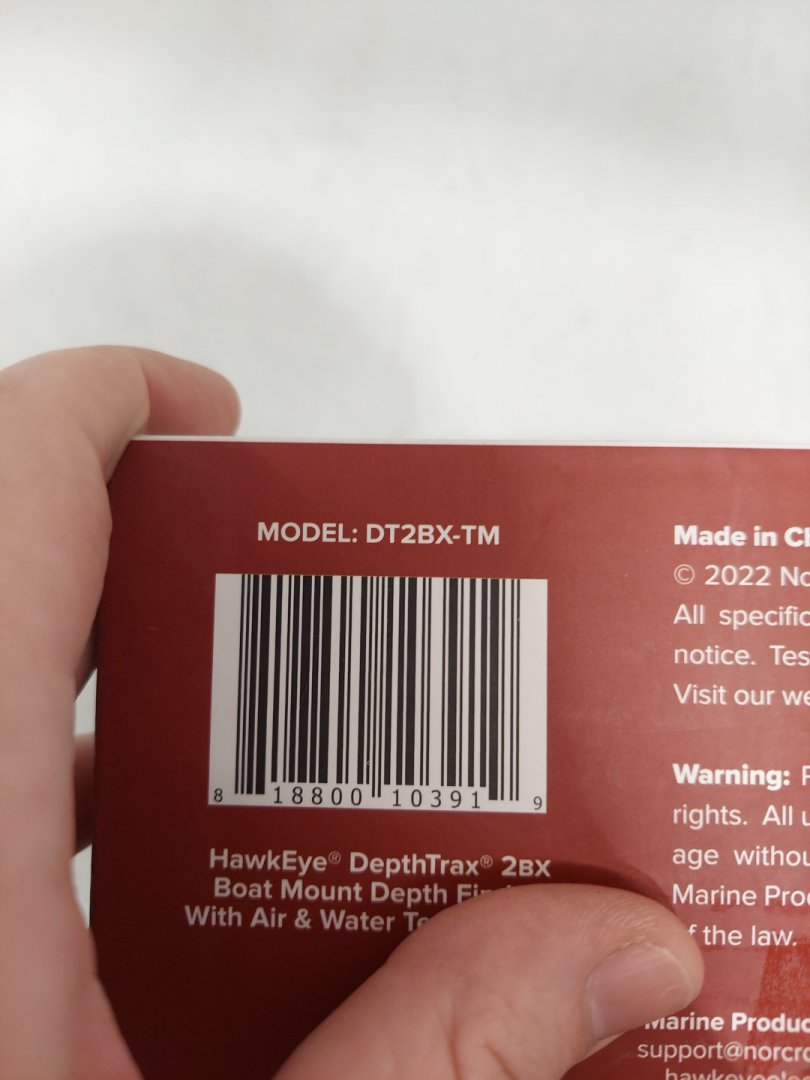 MODEL: DT2BX-TM
8 18800 10391 9
HawkEye® DepthTrax® 2BX
Boat Mount Depth
With Air & Water
Made in
© 2022
All
notice.
Visit our
Warning:
rights. All
age
Marine
the law.
Marine